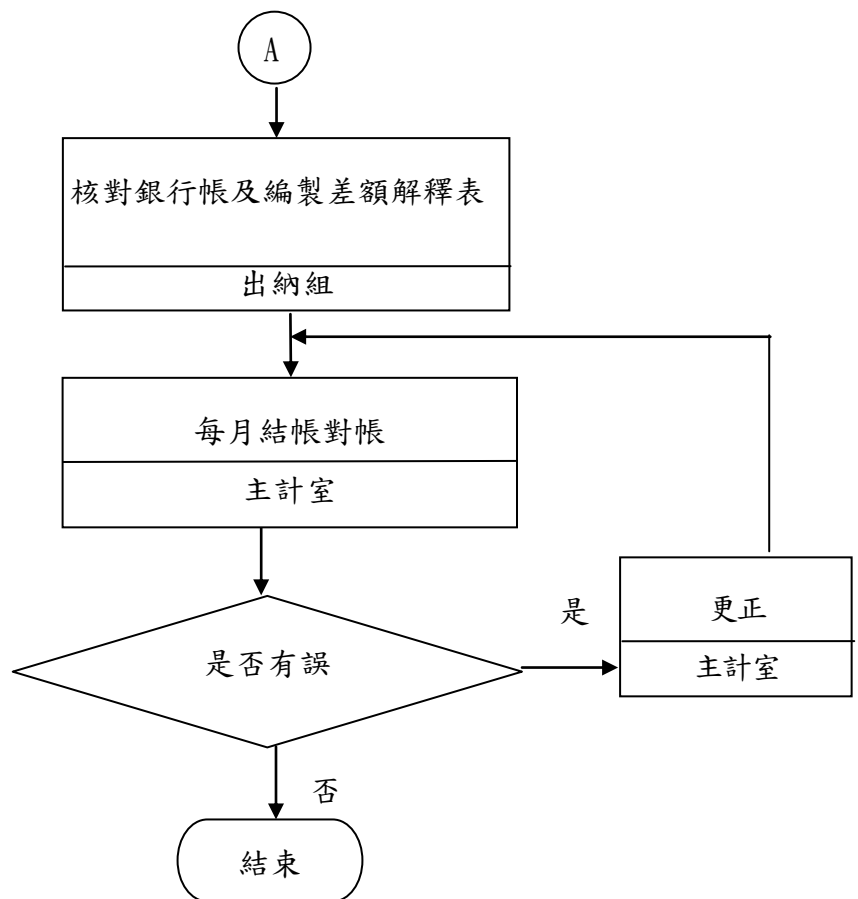 A
核對銀行帳及編製差額解釋表
出納組
每月結帳對帳
主計室
是否有誤
是
更正
主計室
否
結束